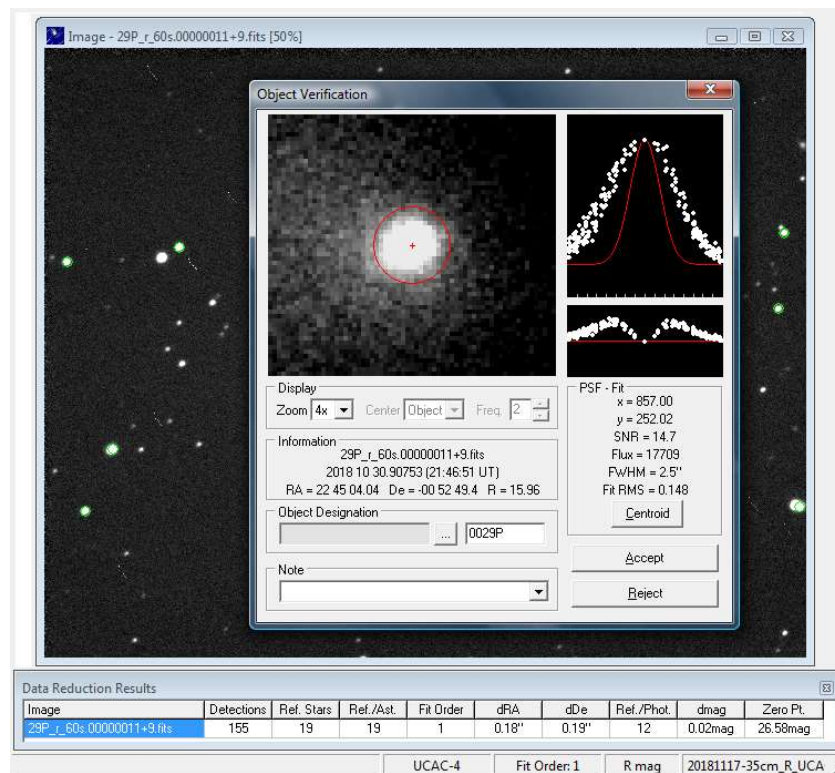 Image - 29P_r_60s.00000011+9.fits [50%]
Object Verification
Display
Zoom 4x Center Object Freq. 2
Information
29P_r_60s.00000011+9.fits
2018 10 30.90753 (21:46:51 UT)
RA = 22 45 04.04 De = -00 52 49.4 R = 15.96
Object Designation
... 0029P
Note
PSF - Fit
x = 857.00
y = 252.02
SNR = 14.7
Flux = 17709
FWHM = 2.5''
Fit RMS = 0.148
Centroid
Accept
Reject
Data Reduction Results
Image Detections Ref. Stars Ref./Ast. Fit Order dRA dDe Ref./Phot. dmag Zero Pt.
29P_r_60s.00000011+9.fits 155 19 19 1 0.18'' 0.19'' 12 0.02mag 26.58mag
UCAC-4 Fit Order: 1 R mag 20181117-35cm_R_UCA